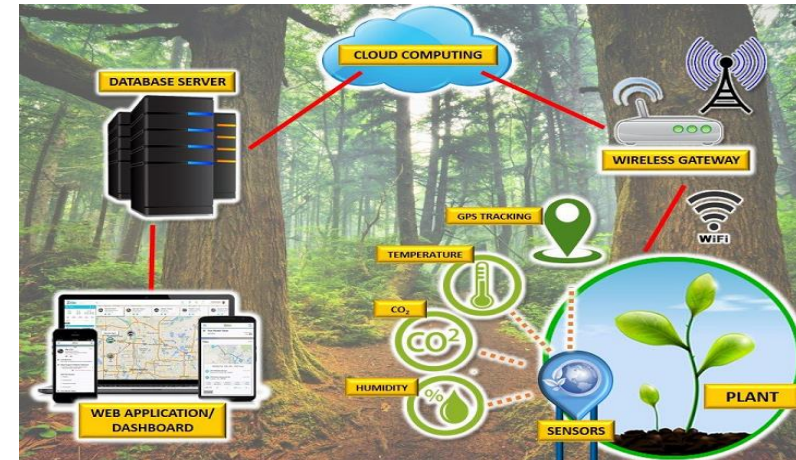 CLOUD COMPUTING
DATABASE SERVER
WIRELESS GATEWAY
WiFi
GPS TRACKING
TEMPERATURE
CO₂
CO²
HUMIDITY
%
PLANT
SENSORS
WEB APPLICATION/
DASHBOARD